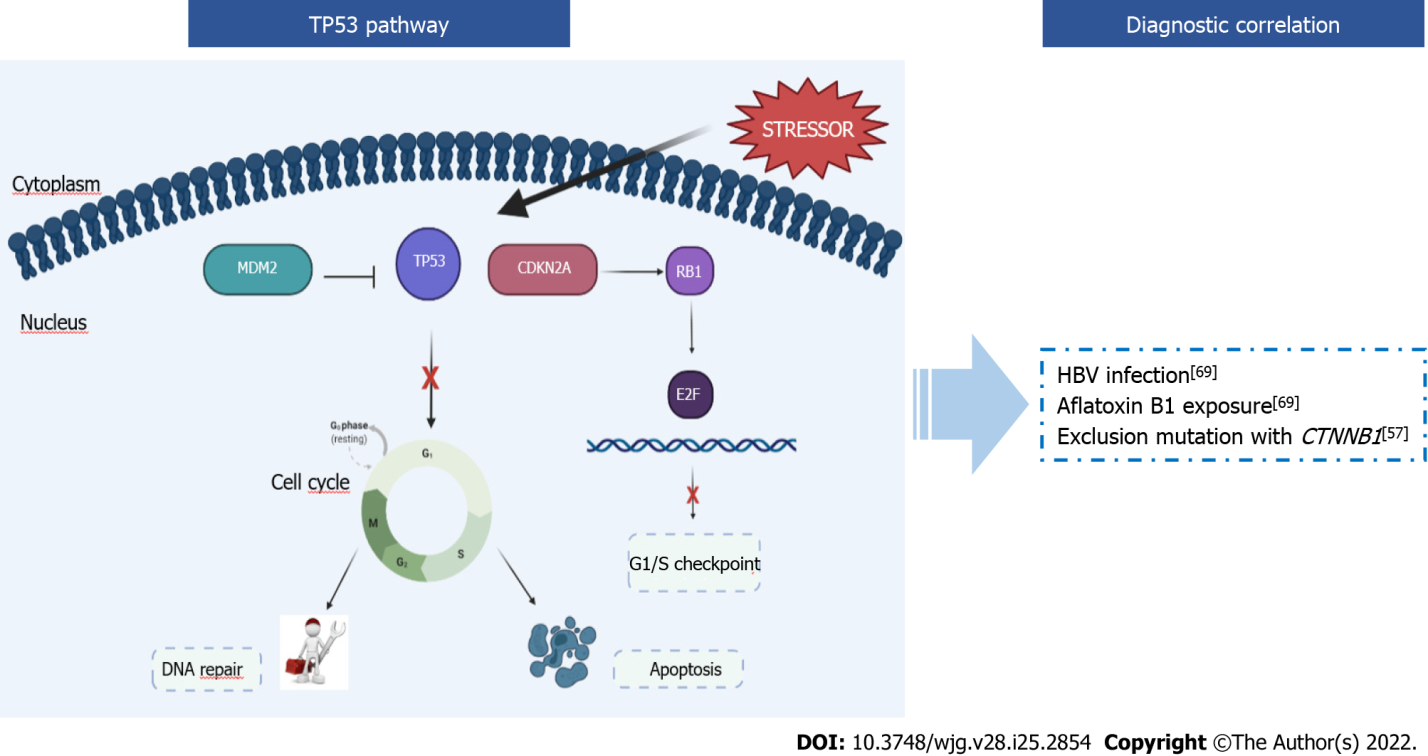 TP53 pathway
Diagnostic correlation
STRESSOR
Cytoplasm
MDM2
TP53
CDKN2A
RB1
Nucleus
E2F
G₀ phase
(resting)
G₁
Cell cycle
M
S
G₂
G1/S checkpoint
DNA repair
Apoptosis
HBV infection[69]
Aflatoxin B1 exposure[69]
Exclusion mutation with CTNNB1[57]
DOI: 10.3748/wjg.v28.i25.2854 Copyright ©The Author(s) 2022.